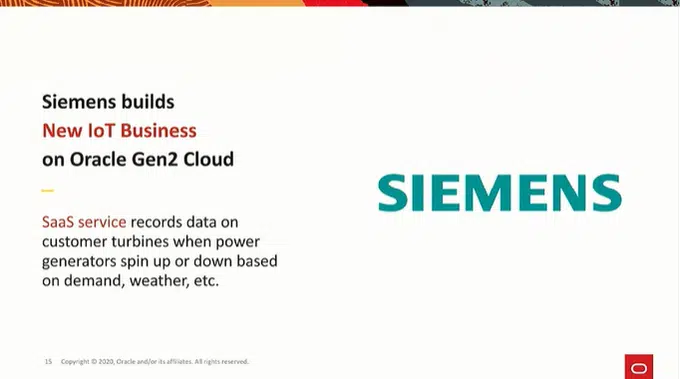 Siemens builds
New IoT Business
on Oracle Gen2 Cloud
SaaS service records data on
customer turbines when power
generators spin up or down based
on demand, weather, etc.
SIEMENS
15 Copyright © 2020, Oracle and/or its affiliates. All rights reserved.